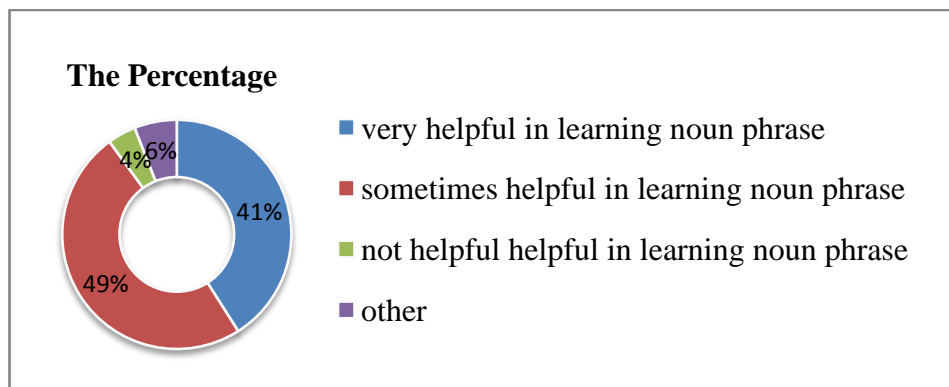 The Percentage
41%
49%
4%
6%
very helpful in learning noun phrase
sometimes helpful in learning noun phrase
not helpful helpful in learning noun phrase
other